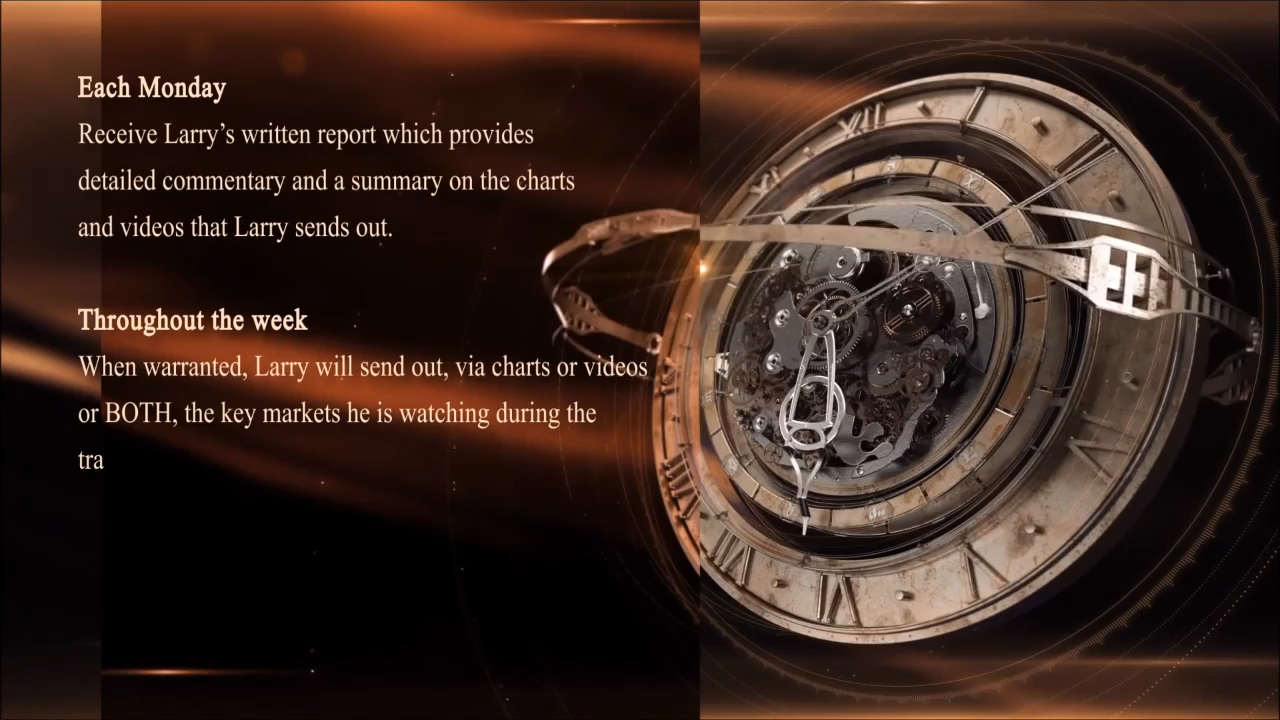 Each Monday
Receive Larry’s written report which provides
detailed commentary and a summary on the charts
and videos that Larry sends out.
Throughout the week
When warranted, Larry will send out, via charts or videos
or BOTH, the key markets he is watching during the
tra